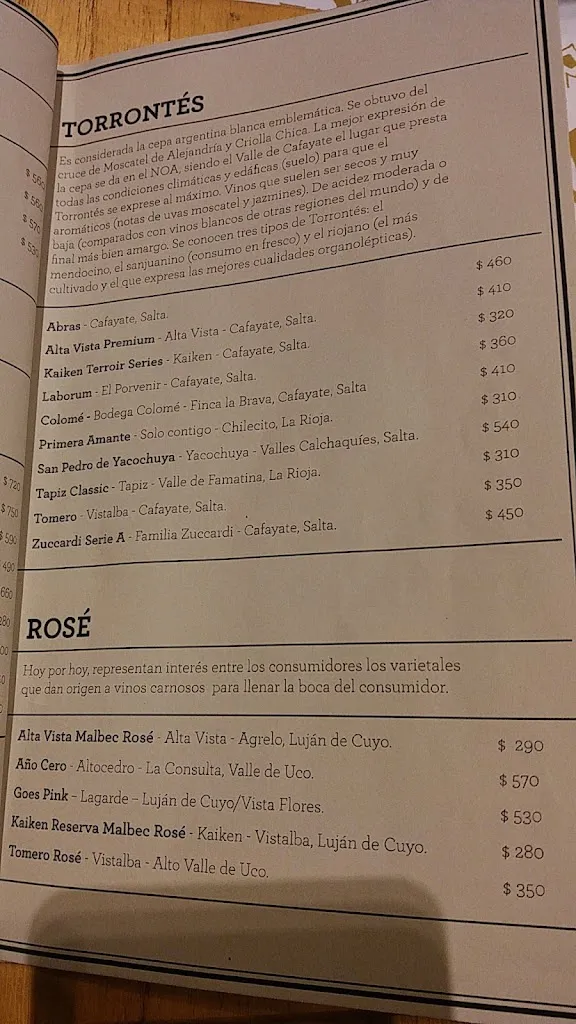 TORRONTÉS
Es considerada la cepa argentina blanca emblemática. Se obtuvo del
cruce de Moscatel de Alejandría y Criolla Chica. La mejor expresión de
la cepa se da en el NOA, siendo el Valle de Cafayate el lugar que presta
todas las condiciones climáticas y edáficas (suelo) para que el
Torrontés se exprese al máximo. Vinos que suelen ser secos y muy
aromáticos (notas de uvas moscatel y jazmines). De acidez moderada o
baja (comparados con vinos blancos de otras regiones del mundo) y de
final más bien amargo. Se conocen tres tipos de Torrontés: el
mendocino, el sanjuanino (consumo en fresco) y el riojano (el más
cultivado y el que expresa las mejores cualidades organolépticas).
Abras - Cafayate, Salta. $ 460
Alta Vista Premium - Alta Vista - Cafayate, Salta. $ 410
Kaiken Terroir Series - Kaiken - Cafayate, Salta. $ 320
Laborum - El Porvenir - Cafayate, Salta. $ 360
Colomé - Bodega Colomé - Finca la Brava, Cafayate, Salta $ 410
Primera Amante - Solo contigo - Chilecito, La Rioja. $ 310
San Pedro de Yacochuya - Yacochuya - Valles Calchaquíes, Salta. $ 540
Tapiz Classic - Tapiz - Valle de Famatina, La Rioja. $ 310
Tomero - Vistalba - Cafayate, Salta. $ 350
Zuccardi Serie A - Familia Zuccardi - Cafayate, Salta. $ 450
ROSÉ
Hoy por hoy, representan interés entre los consumidores los varietales
que dan origen a vinos carnosos para llenar la boca del consumidor.
Alta Vista Malbec Rosé - Alta Vista - Agrelo, Luján de Cuyo. $ 290
Año Cero - Altocedro - La Consulta, Valle de Uco. $ 570
Goes Pink - Lagarde - Luján de Cuyo/Vista Flores. $ 530
Kaiken Reserva Malbec Rosé - Kaiken - Vistalba, Luján de Cuyo. $ 280
Tomero Rosé - Vistalba - Alto Valle de Uco. $ 350
$ 560
$ 560
$ 570
$ 530
$ 720
$ 750
$ 590
490
660